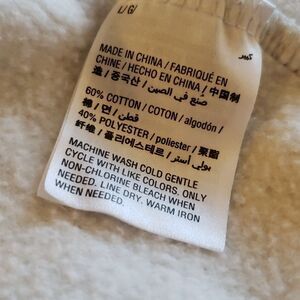 L/G/
كبير
MADE IN CHINA / FABRIQUÉ EN
CHINE / HECHO EN CHINA / 中国制
造 / 중국산 / صنع في الصين
60% COTTON / COTON / algodón /
棉 / 면 / قطن
40% POLYESTER / poliester / 聚酯
纤维 / 폴리에스테르 / بولي أستر
MACHINE WASH COLD GENTLE
CYCLE WITH LIKE COLORS. ONLY
NON-CHLORINE BLEACH WHEN
NEEDED. LINE DRY. WARM IRON
WHEN NEEDED.